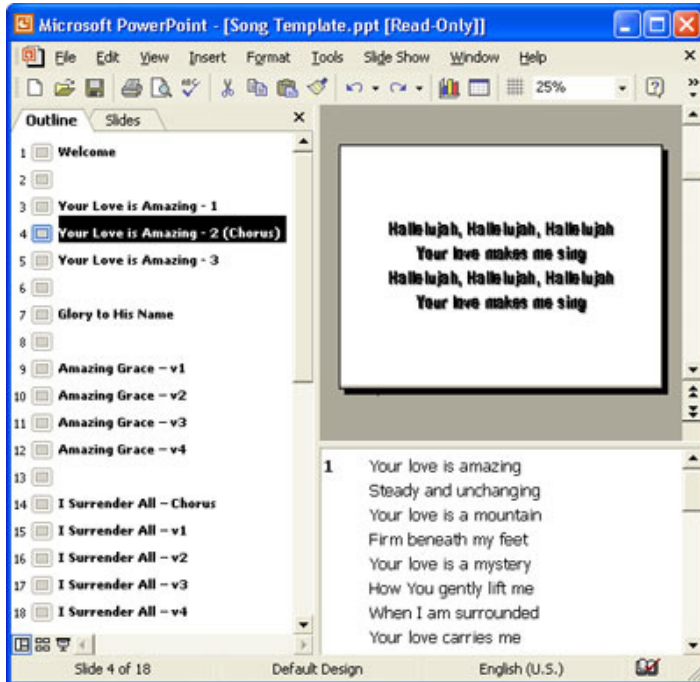 Microsoft PowerPoint - [Song Template.ppt [Read-Only]]
File Edit View Insert Format Tools Slide Show Window Help
ABC 25%
Outline Slides
1 Welcome
2
3 Your Love is Amazing - 1
4 Your Love is Amazing - 2 (Chorus)
5 Your Love is Amazing - 3
6
7 Glory to His Name
8
9 Amazing Grace – v1
10 Amazing Grace – v2
11 Amazing Grace – v3
12 Amazing Grace – v4
13
14 I Surrender All – Chorus
15 I Surrender All – v1
16 I Surrender All – v2
17 I Surrender All – v3
18 I Surrender All – v4
Hallelujah, Hallelujah, Hallelujah
Your love makes me sing
Hallelujah, Hallelujah, Hallelujah
Your love makes me sing
1 Your love is amazing
Steady and unchanging
Your love is a mountain
Firm beneath my feet
Your love is a mystery
How You gently lift me
When I am surrounded
Your love carries me
Slide 4 of 18 Default Design English (U.S.)